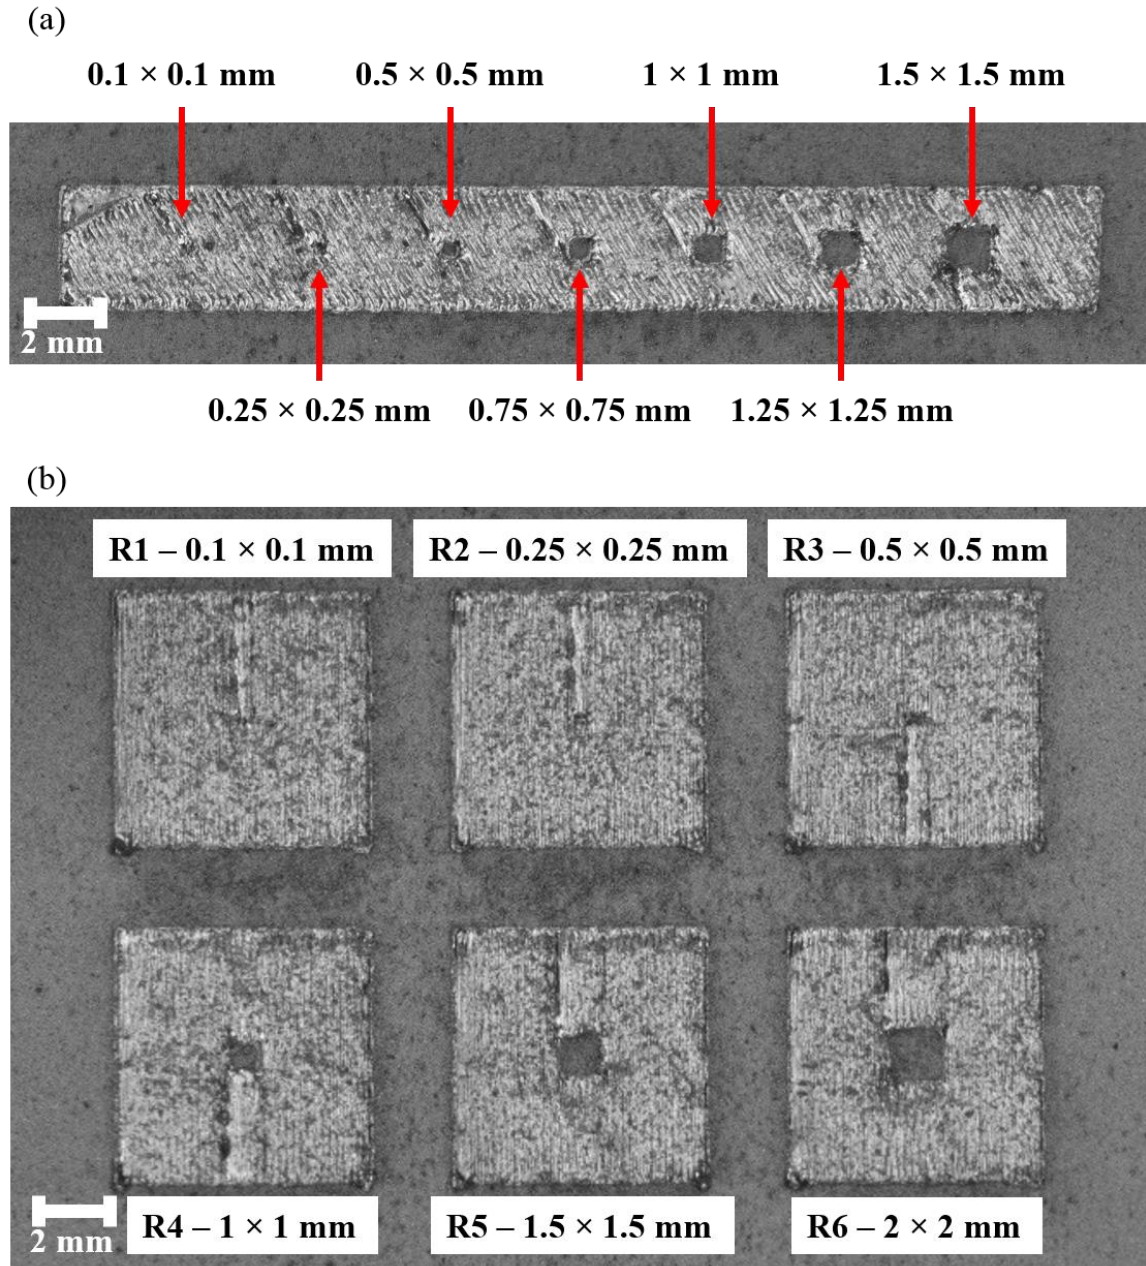 (a)
0.1 × 0.1 mm 0.5 × 0.5 mm 1 × 1 mm 1.5 × 1.5 mm
2 mm
0.25 × 0.25 mm 0.75 × 0.75 mm 1.25 × 1.25 mm
(b)
R1 – 0.1 × 0.1 mm R2 – 0.25 × 0.25 mm R3 – 0.5 × 0.5 mm
2 mm
R4 – 1 × 1 mm R5 – 1.5 × 1.5 mm R6 – 2 × 2 mm